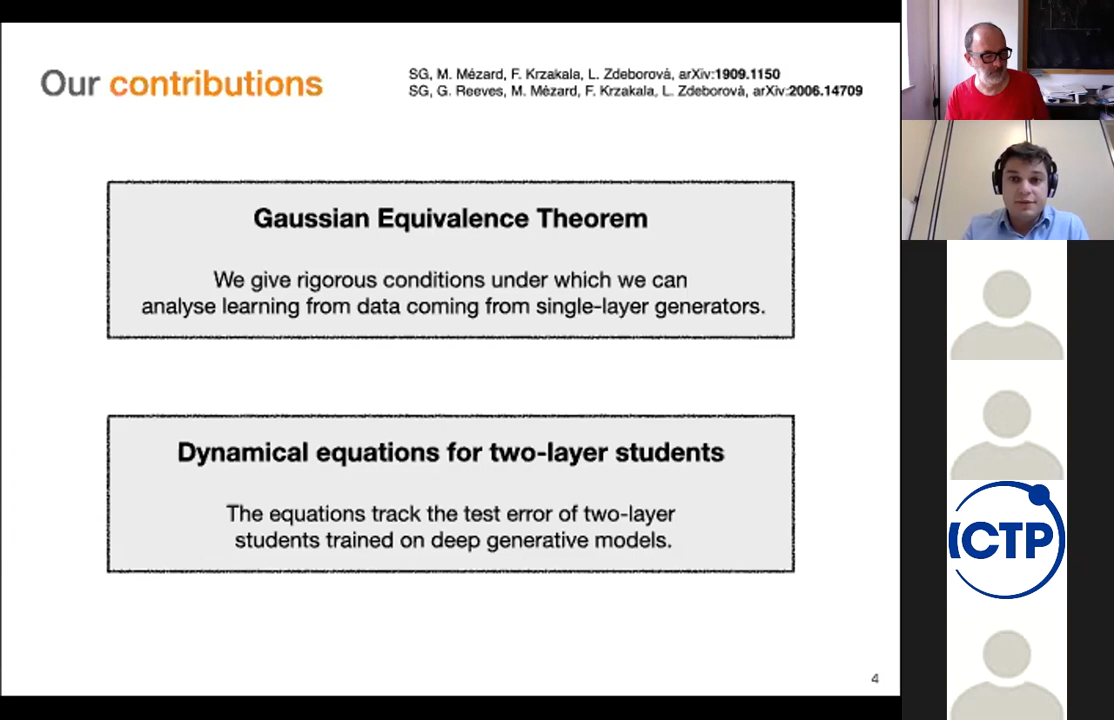 Our contributions
SG, M. Mézard, F. Krzakala, L. Zdeborová, arXiv:1909.1150
SG, G. Reeves, M. Mézard, F. Krzakala, L. Zdeborová, arXiv:2006.14709
Gaussian Equivalence Theorem
We give rigorous conditions under which we can
analyse learning from data coming from single-layer generators.
Dynamical equations for two-layer students
The equations track the test error of two-layer
students trained on deep generative models.
4
ICTP